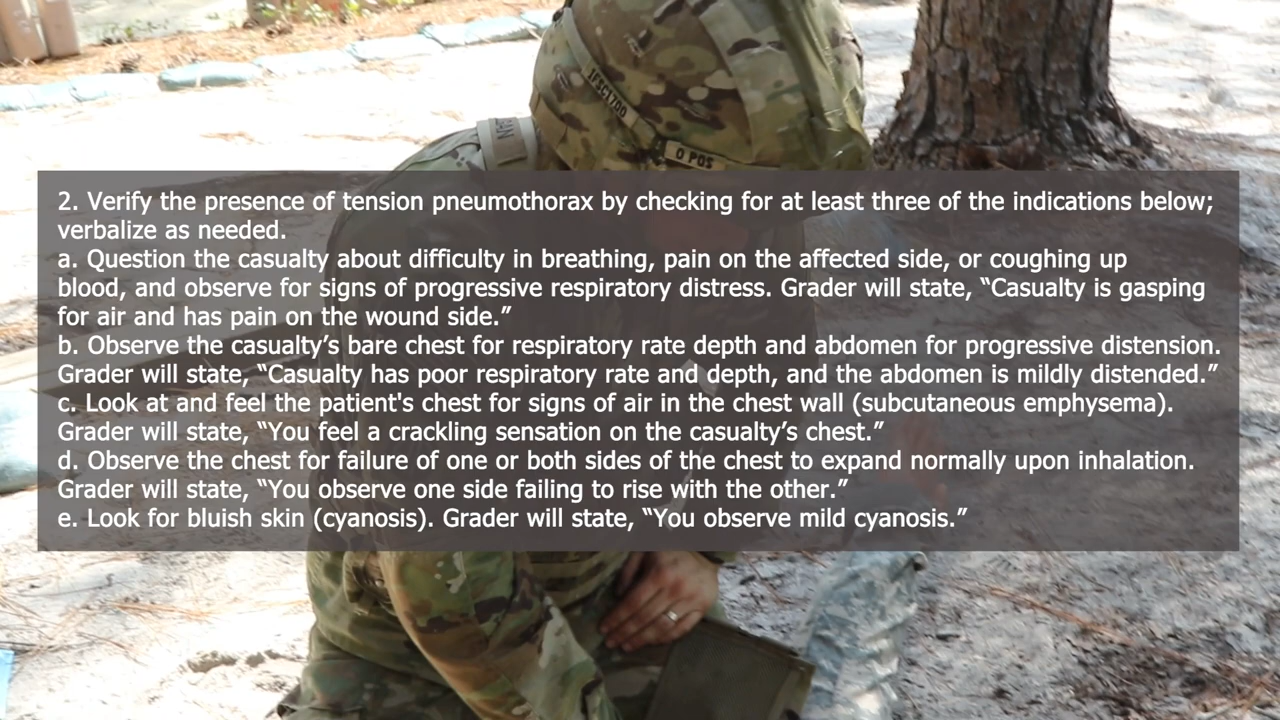 1FSC1700
O POS
2. Verify the presence of tension pneumothorax by checking for at least three of the indications below;
verbalize as needed.
a. Question the casualty about difficulty in breathing, pain on the affected side, or coughing up
blood, and observe for signs of progressive respiratory distress. Grader will state, “Casualty is gasping
for air and has pain on the wound side.”
b. Observe the casualty’s bare chest for respiratory rate depth and abdomen for progressive distension.
Grader will state, “Casualty has poor respiratory rate and depth, and the abdomen is mildly distended.”
c. Look at and feel the patient's chest for signs of air in the chest wall (subcutaneous emphysema).
Grader will state, “You feel a crackling sensation on the casualty’s chest.”
d. Observe the chest for failure of one or both sides of the chest to expand normally upon inhalation.
Grader will state, “You observe one side failing to rise with the other.”
e. Look for bluish skin (cyanosis). Grader will state, “You observe mild cyanosis.”